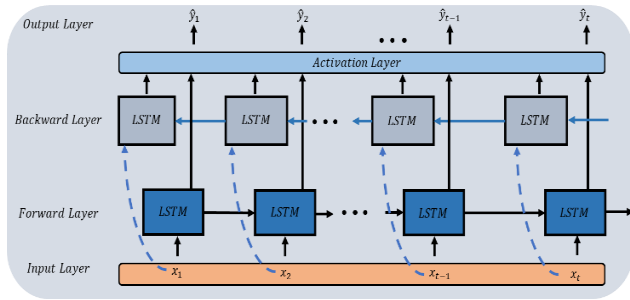 Output Layer ŷ₁ ŷ₂ ... ŷₜ₋₁ ŷₜ
Activation Layer
Backward Layer LSTM LSTM ... LSTM LSTM
Forward Layer LSTM LSTM ... LSTM LSTM
Input Layer x₁ x₂ xₜ₋₁ xₜ